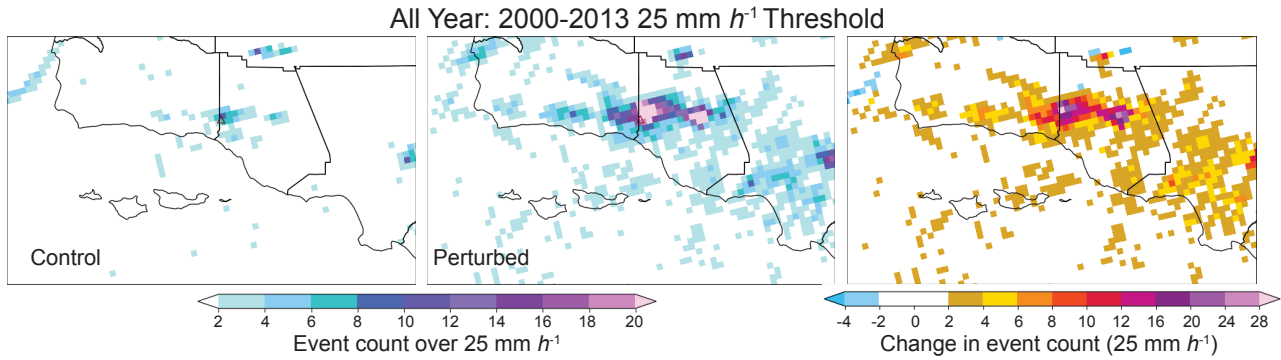 All Year: 2000-2013 25 mm h⁻¹ Threshold
Control
Perturbed
2 4 6 8 10 12 14 16 18 20
Event count over 25 mm h⁻¹
-4 -2 0 2 4 6 8 10 12 16 20 24 28
Change in event count (25 mm h⁻¹)